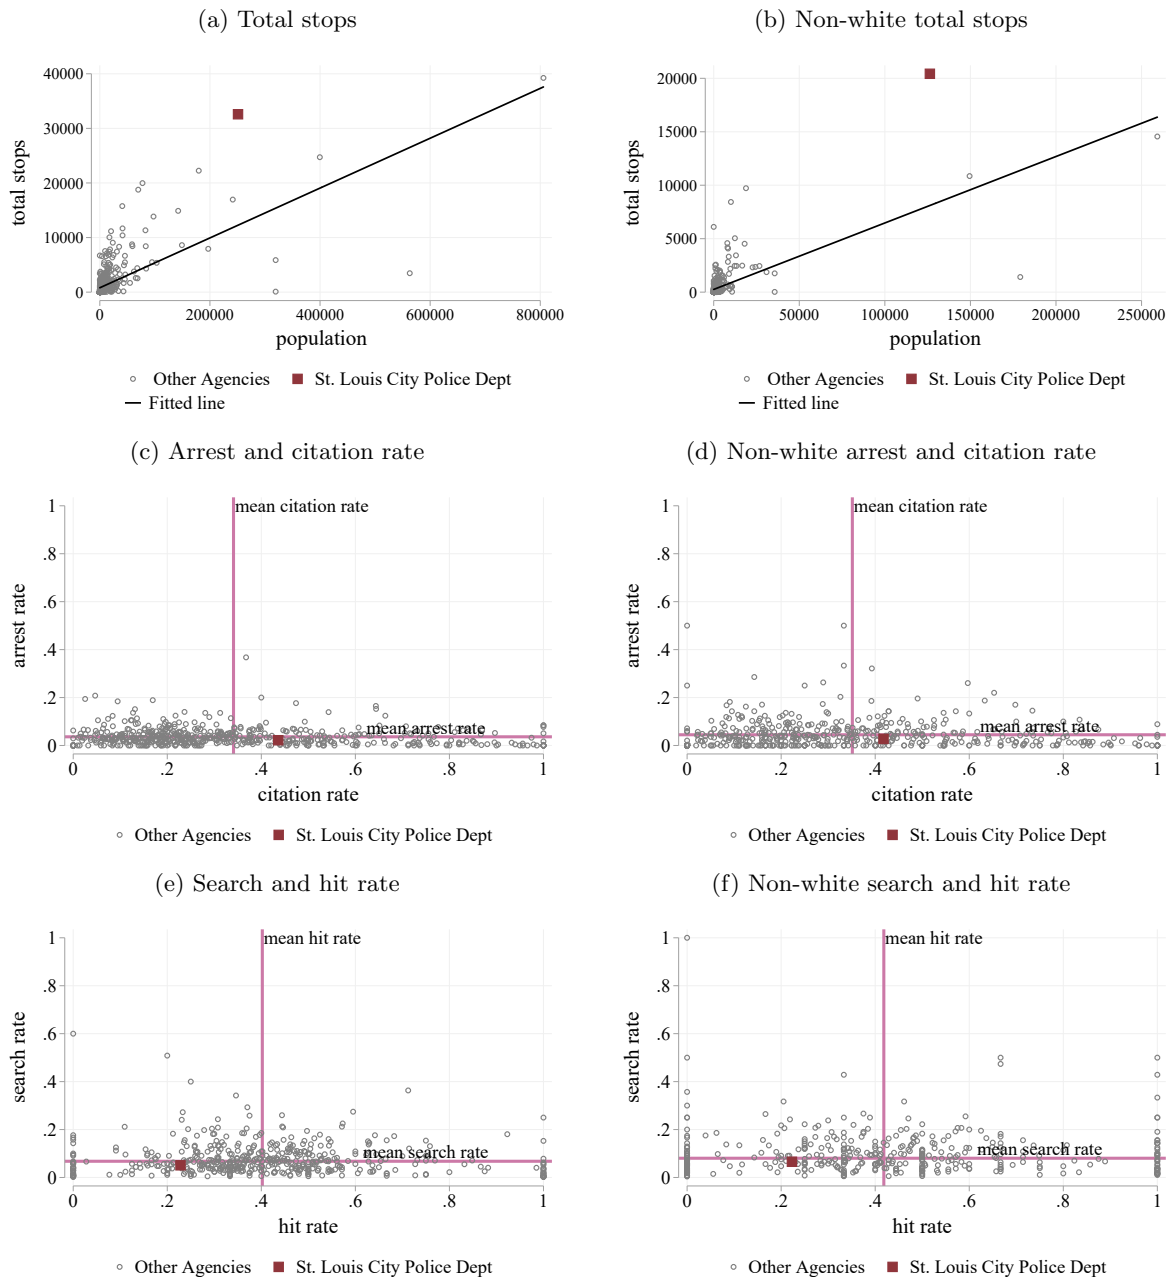 (a) Total stops
total stops
40000
30000
20000
10000
0
0 200000 400000 600000 800000
population
Other Agencies St. Louis City Police Dept
Fitted line
(b) Non-white total stops
total stops
20000
15000
10000
5000
0
0 50000 100000 150000 200000 250000
population
Other Agencies St. Louis City Police Dept
Fitted line
(c) Arrest and citation rate
arrest rate
1
.8
.6
.4
.2
0
mean citation rate
mean arrest rate
0 .2 .4 .6 .8 1
citation rate
Other Agencies St. Louis City Police Dept
(d) Non-white arrest and citation rate
arrest rate
1
.8
.6
.4
.2
0
mean citation rate
mean arrest rate
0 .2 .4 .6 .8 1
citation rate
Other Agencies St. Louis City Police Dept
(e) Search and hit rate
search rate
1
.8
.6
.4
.2
0
mean hit rate
mean search rate
0 .2 .4 .6 .8 1
hit rate
Other Agencies St. Louis City Police Dept
(f) Non-white search and hit rate
search rate
1
.8
.6
.4
.2
0
mean hit rate
mean search rate
0 .2 .4 .6 .8 1
hit rate
Other Agencies St. Louis City Police Dept